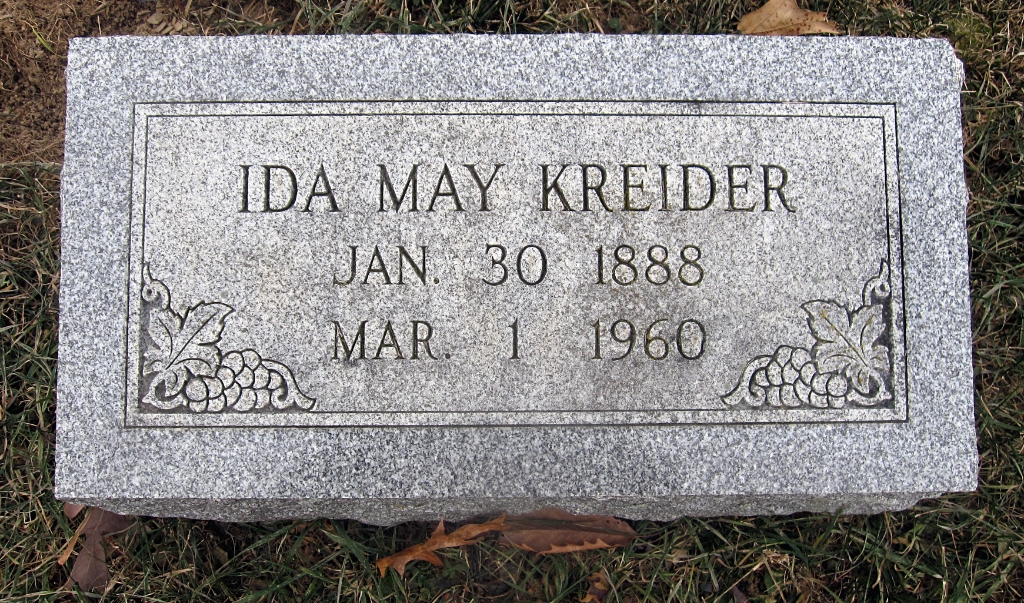 IDA MAY KREIDER
JAN. 30 1888
MAR. 1 1960